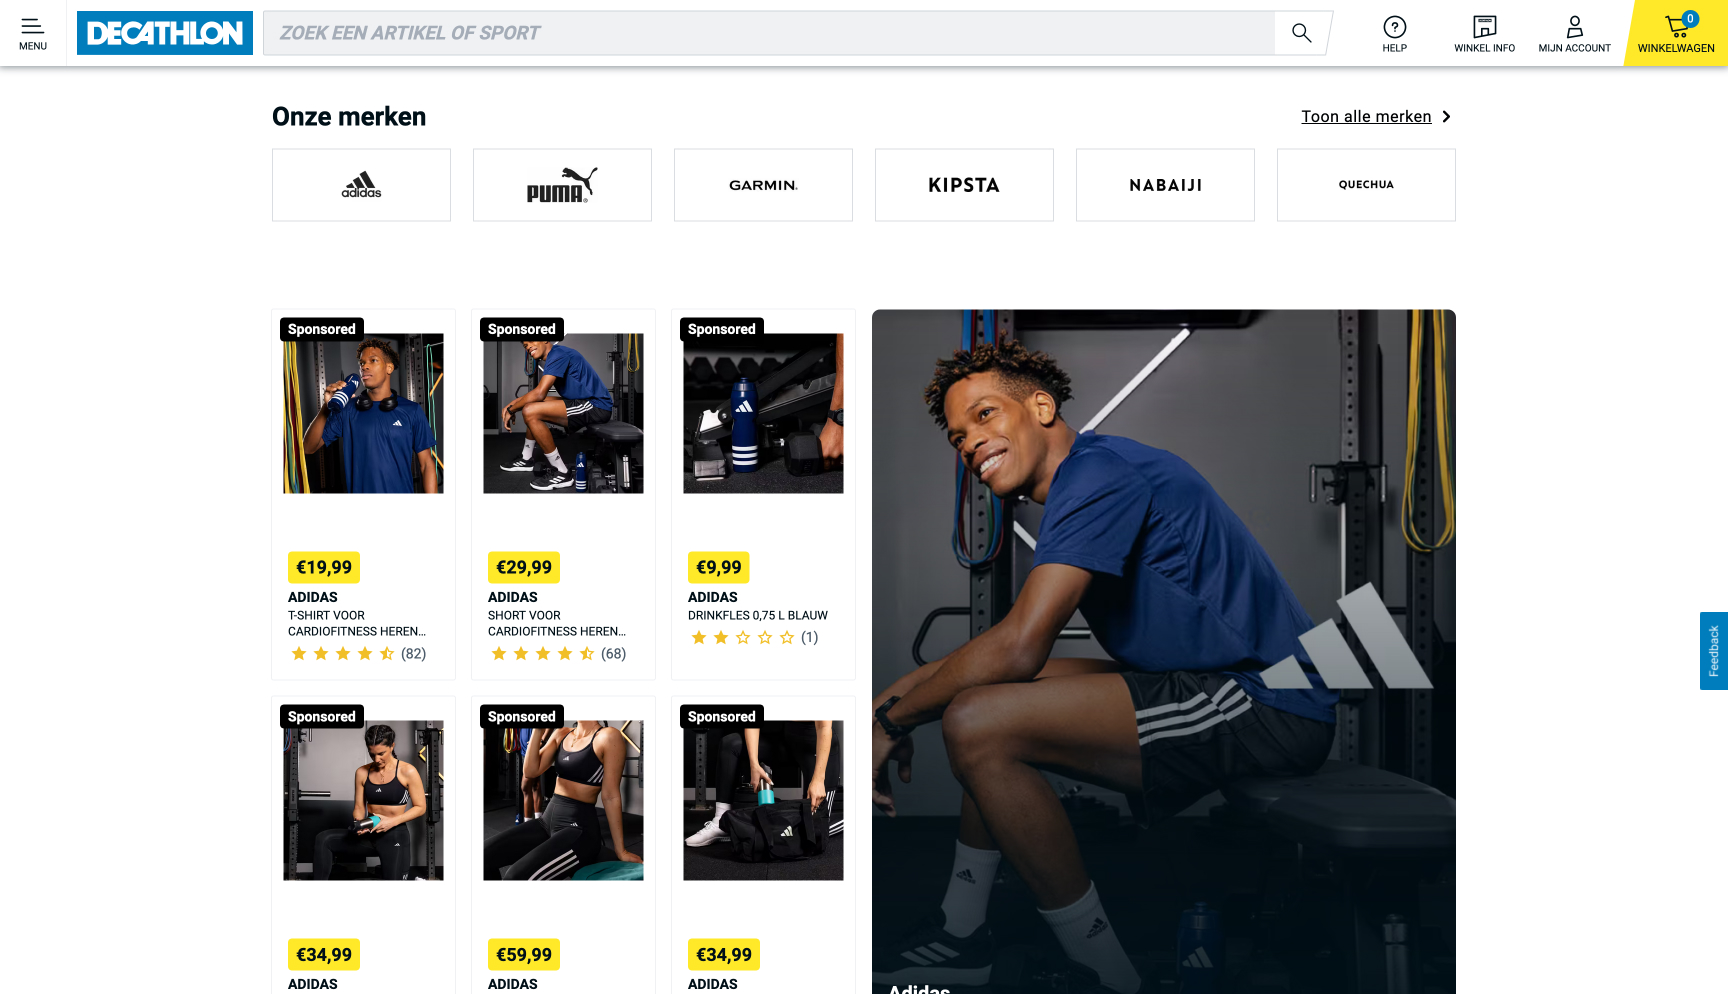 MENU
DECATHLON
ZOEK EEN ARTIKEL OF SPORT
HELP
WINKEL INFO
MIJN ACCOUNT
0
WINKELWAGEN
Onze merken
Toon alle merken
adidas
PUMA
GARMIN.
KIPSTA
NABAIJI
QUECHUA
Sponsored
Sponsored
Sponsored
€19,99
ADIDAS
T-SHIRT VOOR
CARDIOFITNESS HEREN...
(82)
€29,99
ADIDAS
SHORT VOOR
CARDIOFITNESS HEREN...
(68)
€9,99
ADIDAS
DRINKFLES 0,75 L BLAUW
(1)
Feedback
Sponsored
Sponsored
Sponsored
€34,99
ADIDAS
€59,99
ADIDAS
€34,99
ADIDAS
Adidas